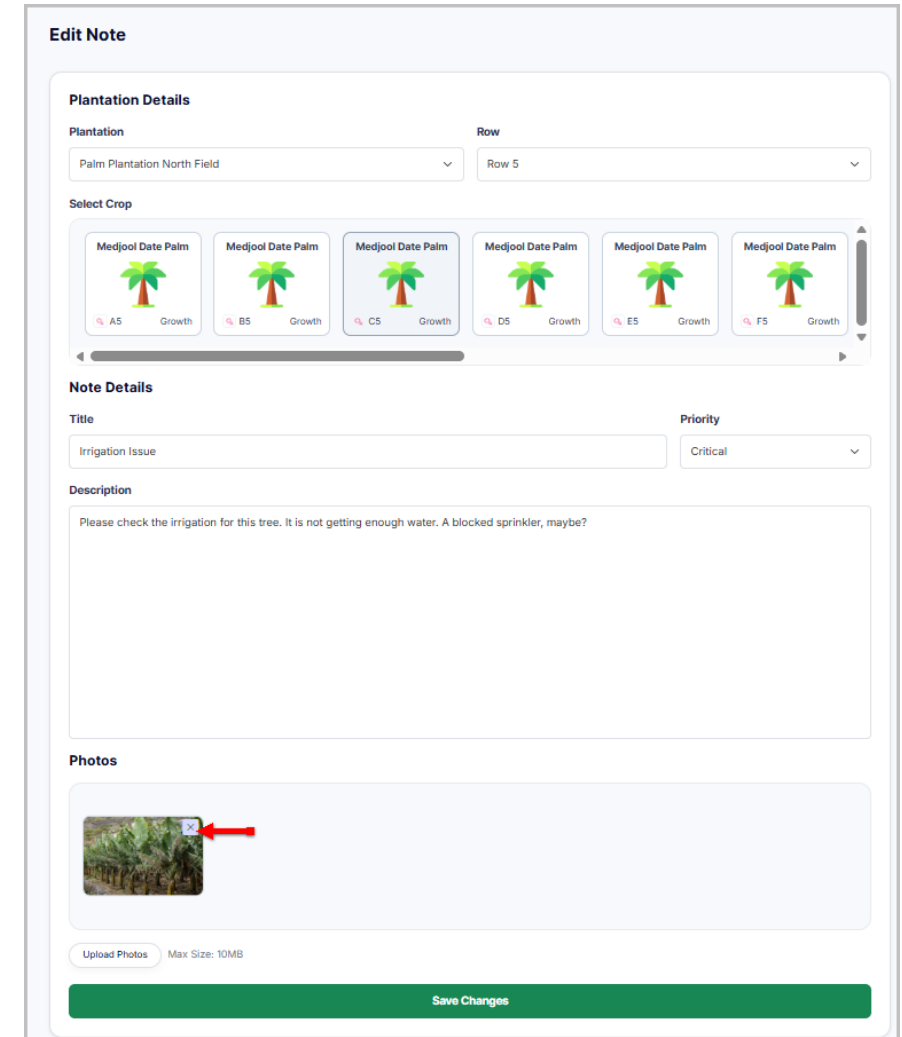 Edit Note
Plantation Details
Plantation Row
Palm Plantation North Field Row 5
Select Crop
Medjool Date Palm Medjool Date Palm Medjool Date Palm Medjool Date Palm Medjool Date Palm Medjool Date Palm
A5 Growth B5 Growth C5 Growth D5 Growth E5 Growth F5 Growth
Note Details
Title Priority
Irrigation Issue Critical
Description
Please check the irrigation for this tree. It is not getting enough water. A blocked sprinkler, maybe?
Photos
Upload Photos Max Size: 10MB
Save Changes